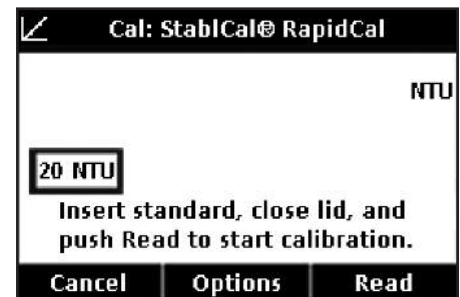 Cal: StablCal® RapidCal
NTU
20 NTU
Insert standard, close lid, and
push Read to start calibration.
Cancel Options Read